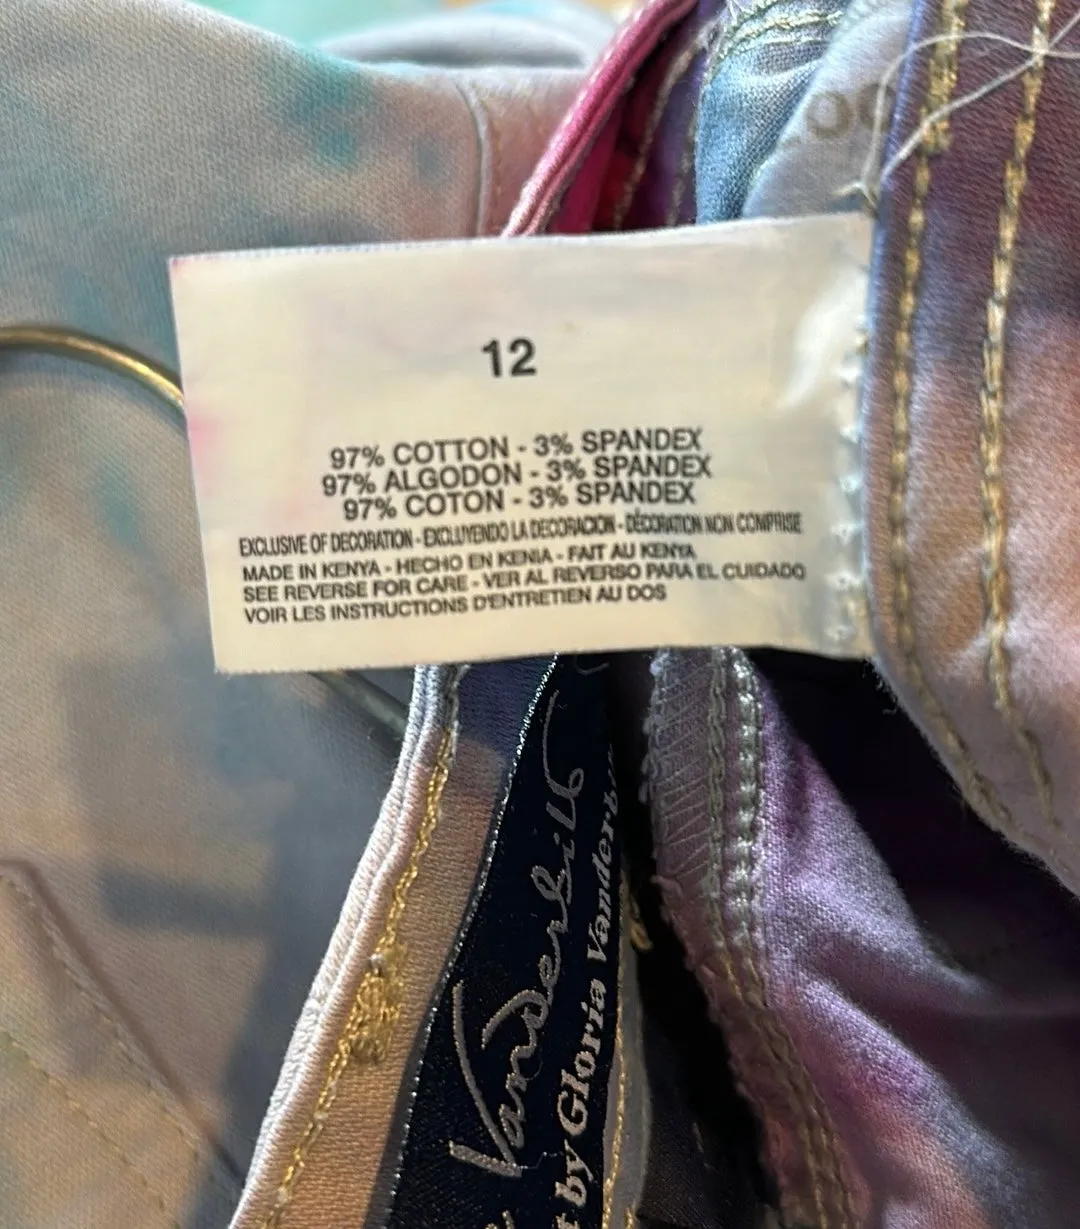 12
97% COTTON - 3% SPANDEX
97% ALGODON - 3% SPANDEX
97% COTON - 3% SPANDEX
EXCLUSIVE OF DECORATION - EXCLUYENDO LA DECORACION - DÉCORATION NON COMPRISE
MADE IN KENYA - HECHO EN KENIA - FAIT AU KENYA
SEE REVERSE FOR CARE - VER AL REVERSO PARA EL CUIDADO
VOIR LES INSTRUCTIONS D'ENTRETIEN AU DOS
Vanderbilt
by Gloria Vanderb